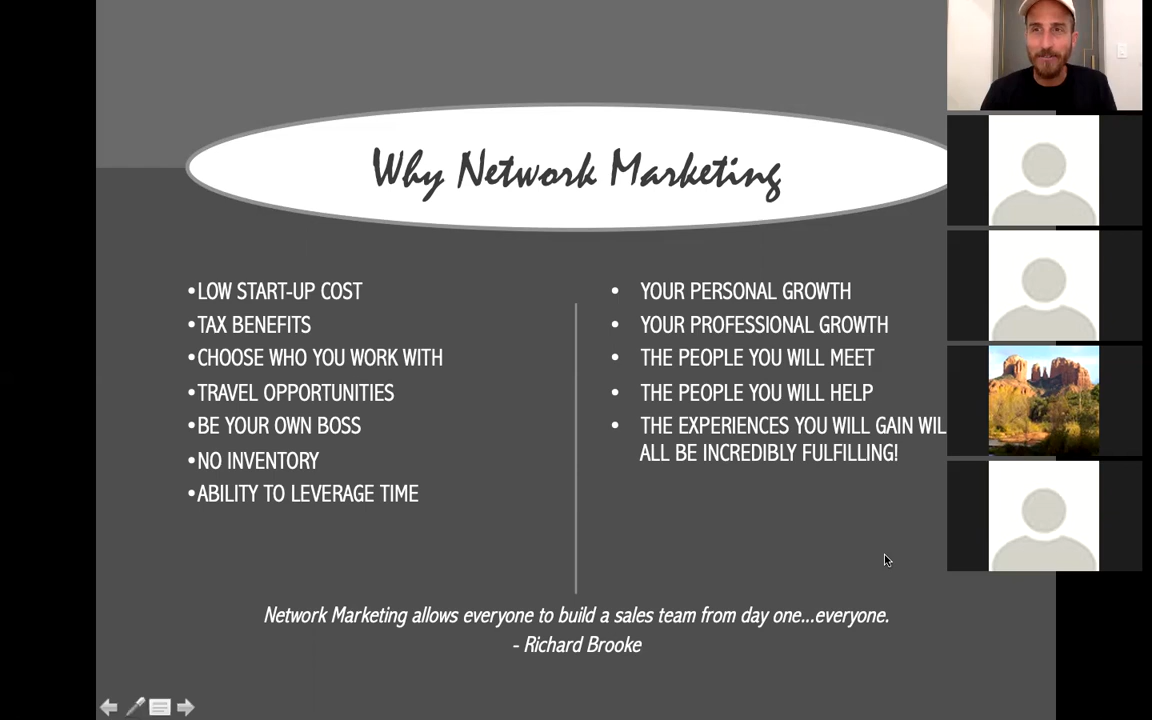 Why Network Marketing
•LOW START-UP COST
•TAX BENEFITS
•CHOOSE WHO YOU WORK WITH
•TRAVEL OPPORTUNITIES
•BE YOUR OWN BOSS
•NO INVENTORY
•ABILITY TO LEVERAGE TIME
• YOUR PERSONAL GROWTH
• YOUR PROFESSIONAL GROWTH
• THE PEOPLE YOU WILL MEET
• THE PEOPLE YOU WILL HELP
• THE EXPERIENCES YOU WILL GAIN WIL
ALL BE INCREDIBLY FULFILLING!
Network Marketing allows everyone to build a sales team from day one...everyone.
- Richard Brooke